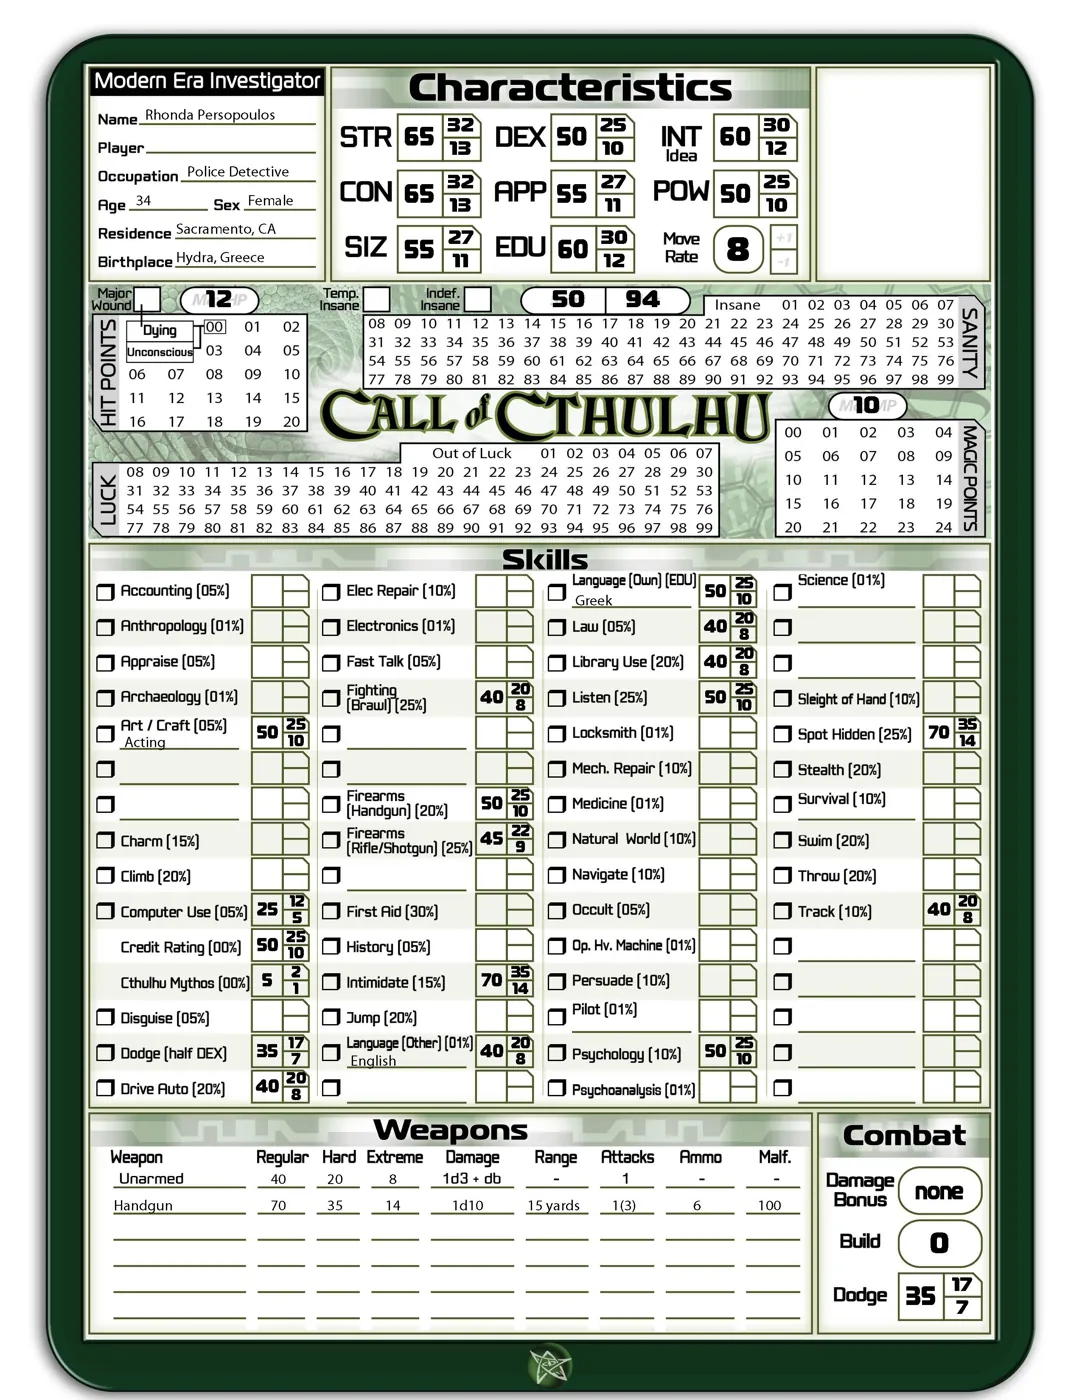 Modern Era Investigator
Name Rhonda Persopoulos
Player
Occupation Police Detective
Age 34 Sex Female
Residence Sacramento, CA
Birthplace Hydra, Greece
Characteristics
STR 65 32 13 DEX 50 25 10 INT Idea 60 30 12
CON 65 32 13 APP 55 27 11 POW 50 25 10
SIZ 55 27 11 EDU 60 30 12 Move Rate 8 +1 -1
Major Wound 12
HIT POINTS
Dying 00 01 02
Unconscious 03 04 05
06 07 08 09 10
11 12 13 14 15
16 17 18 19 20
Temp. Insane Indef. Insane 50 94
SANITY
Insane 01 02 03 04 05 06 07
08 09 10 11 12 13 14 15 16 17 18 19 20 21 22 23 24 25 26 27 28 29 30
31 32 33 34 35 36 37 38 39 40 41 42 43 44 45 46 47 48 49 50 51 52 53
54 55 56 57 58 59 60 61 62 63 64 65 66 67 68 69 70 71 72 73 74 75 76
77 78 79 80 81 82 83 84 85 86 87 88 89 90 91 92 93 94 95 96 97 98 99
CALL of CTHULHU
LUCK
Out of Luck 01 02 03 04 05 06 07
08 09 10 11 12 13 14 15 16 17 18 19 20 21 22 23 24 25 26 27 28 29 30
31 32 33 34 35 36 37 38 39 40 41 42 43 44 45 46 47 48 49 50 51 52 53
54 55 56 57 58 59 60 61 62 63 64 65 66 67 68 69 70 71 72 73 74 75 76
77 78 79 80 81 82 83 84 85 86 87 88 89 90 91 92 93 94 95 96 97 98 99
10
MAGIC POINTS
00 01 02 03 04
05 06 07 08 09
10 11 12 13 14
15 16 17 18 19
20 21 22 23 24
Skills
Accounting (05%)
Anthropology (01%)
Appraise (05%)
Archaeology (01%)
Art / Craft (05%) 50 25 10
Acting
Charm (15%)
Climb (20%)
Computer Use (05%) 25 12 5
Credit Rating (00%) 50 25 10
Cthulhu Mythos (00%) 5 2 1
Disguise (05%)
Dodge (half DEX) 35 17 7
Drive Auto (20%) 40 20 8
Elec Repair (10%)
Electronics (01%)
Fast Talk (05%)
Fighting
(Brawl) (25%) 40 20 8
Firearms
(Handgun) (20%) 50 25 10
Firearms
(Rifle/Shotgun) (25%) 45 22 9
First Aid (30%)
History (05%)
Intimidate (15%) 70 35 14
Jump (20%)
Language (Other) (01%) 40 20 8
English
Language (Own) (EDU) 50 25 10
Greek
Law (05%) 40 20 8
Library Use (20%) 40 20 8
Listen (25%) 50 25 10
Locksmith (01%)
Mech. Repair (10%)
Medicine (01%)
Natural World (10%)
Navigate (10%)
Occult (05%)
Op. Hv. Machine (01%)
Persuade (10%)
Pilot (01%)
Psychology (10%) 50 25 10
Psychoanalysis (01%)
Science (01%)
Sleight of Hand (10%)
Spot Hidden (25%) 70 35 14
Stealth (20%)
Survival (10%)
Swim (20%)
Throw (20%)
Track (10%) 40 20 8
Weapons
Weapon Regular Hard Extreme Damage Range Attacks Ammo Malf.
Unarmed 40 20 8 1d3 + db - 1 - -
Handgun 70 35 14 1d10 15 yards 1(3) 6 100
Combat
Damage Bonus none
Build 0
Dodge 35 17 7